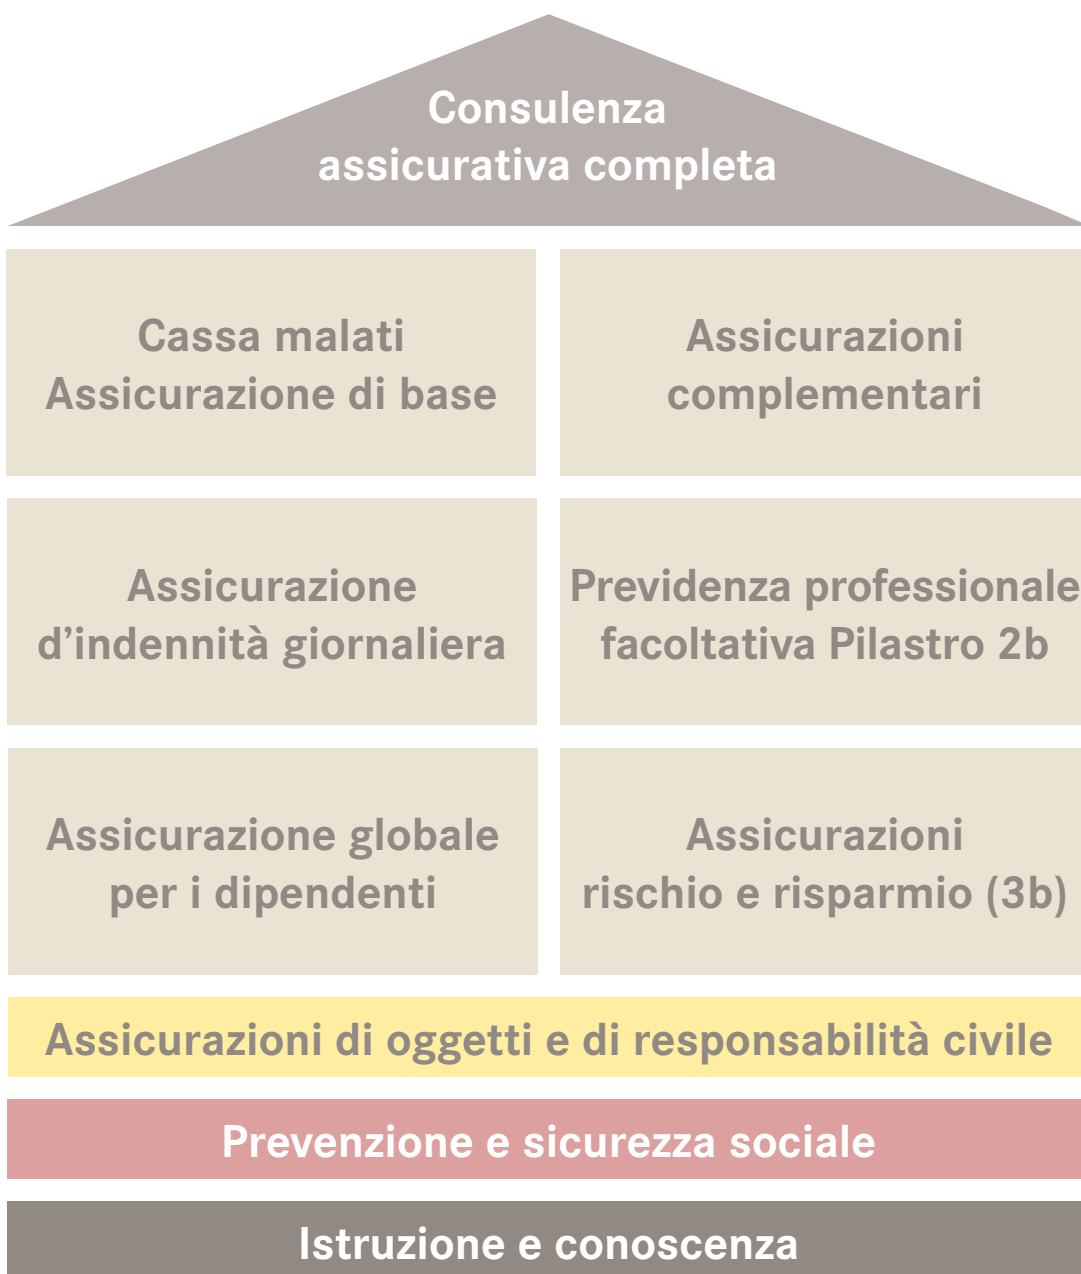 Consulenza
assicurativa completa
Cassa malati
Assicurazione di base
Assicurazioni
complementari
Assicurazione
d’indennità giornaliera
Previdenza professionale
facoltativa Pilastro 2b
Assicurazione globale
per i dipendenti
Assicurazioni
rischio e risparmio (3b)
Assicurazioni di oggetti e di responsabilità civile
Prevenzione e sicurezza sociale
Istruzione e conoscenza